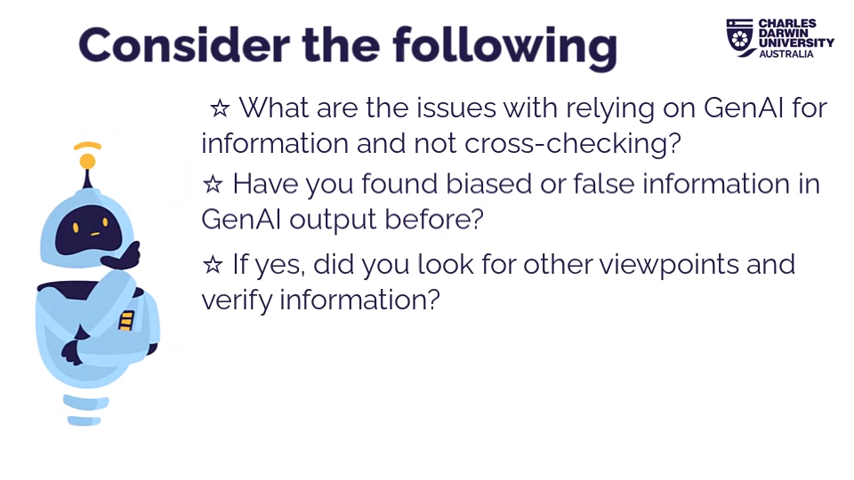 Consider the following
CHARLES
DARWIN
UNIVERSITY
AUSTRALIA
☆ What are the issues with relying on GenAI for
information and not cross-checking?
☆ Have you found biased or false information in
GenAI output before?
☆ If yes, did you look for other viewpoints and
verify information?